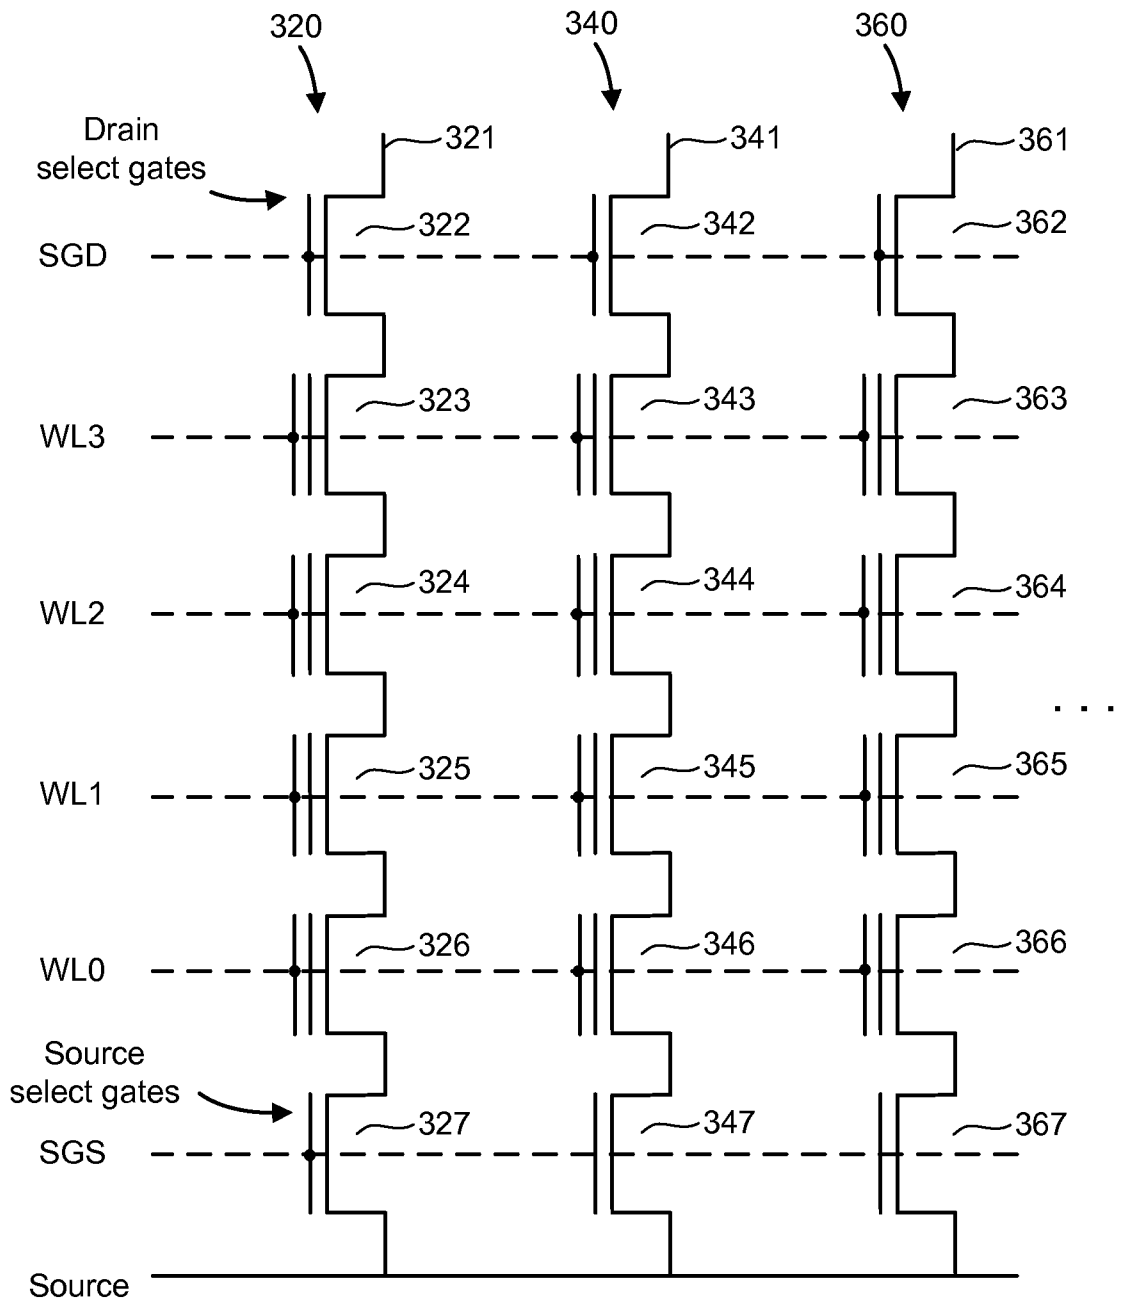 320 340 360
Drain
select gates
321 341 361
SGD 322 342 362
WL3 323 343 363
WL2 324 344 364
. . .
WL1 325 345 365
WL0 326 346 366
Source
select gates
SGS 327 347 367
Source